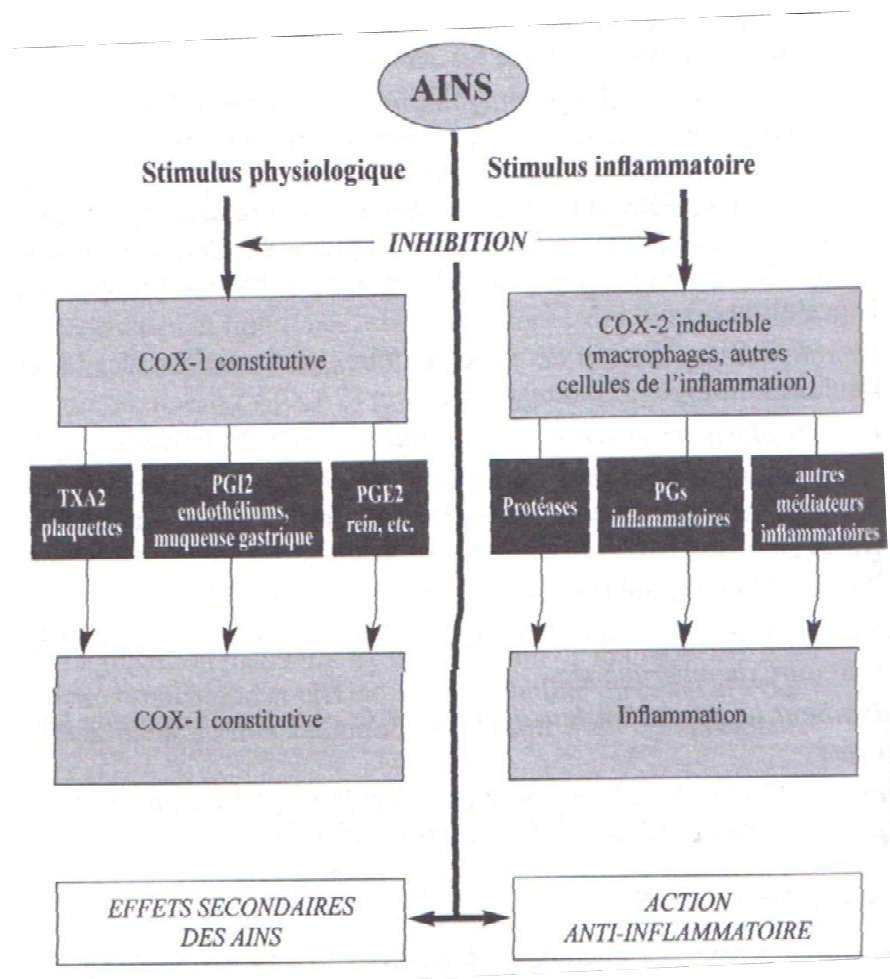 AINS
Stimulus physiologique
Stimulus inflammatoire
INHIBITION
COX-1 constitutive
COX-2 inductible
(macrophages, autres
cellules de l'inflammation)
TXA2
plaquettes
PGI2
endothéliums,
muqueuse gastrique
PGE2
rein, etc.
Protéases
PGs
inflammatoires
autres
médiateurs
inflammatoires
COX-1 constitutive
Inflammation
EFFETS SECONDAIRES
DES AINS
ACTION
ANTI-INFLAMMATOIRE